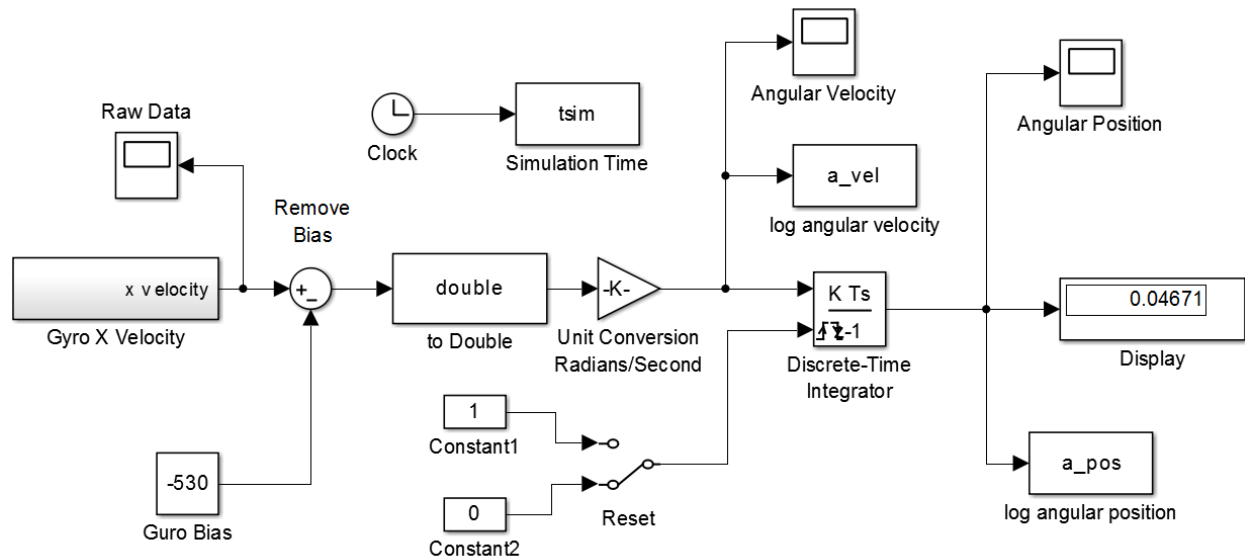 Raw Data
Clock
tsim
Simulation Time
Angular Velocity
a_vel
log angular velocity
Angular Position
Remove
Bias
x velocity
Gyro X Velocity
+
-
double
to Double
-K-
Unit Conversion
Radians/Second
K Ts
-1
Discrete-Time
Integrator
0.04671
Display
-530
Guro Bias
1
Constant1
0
Constant2
Reset
a_pos
log angular position